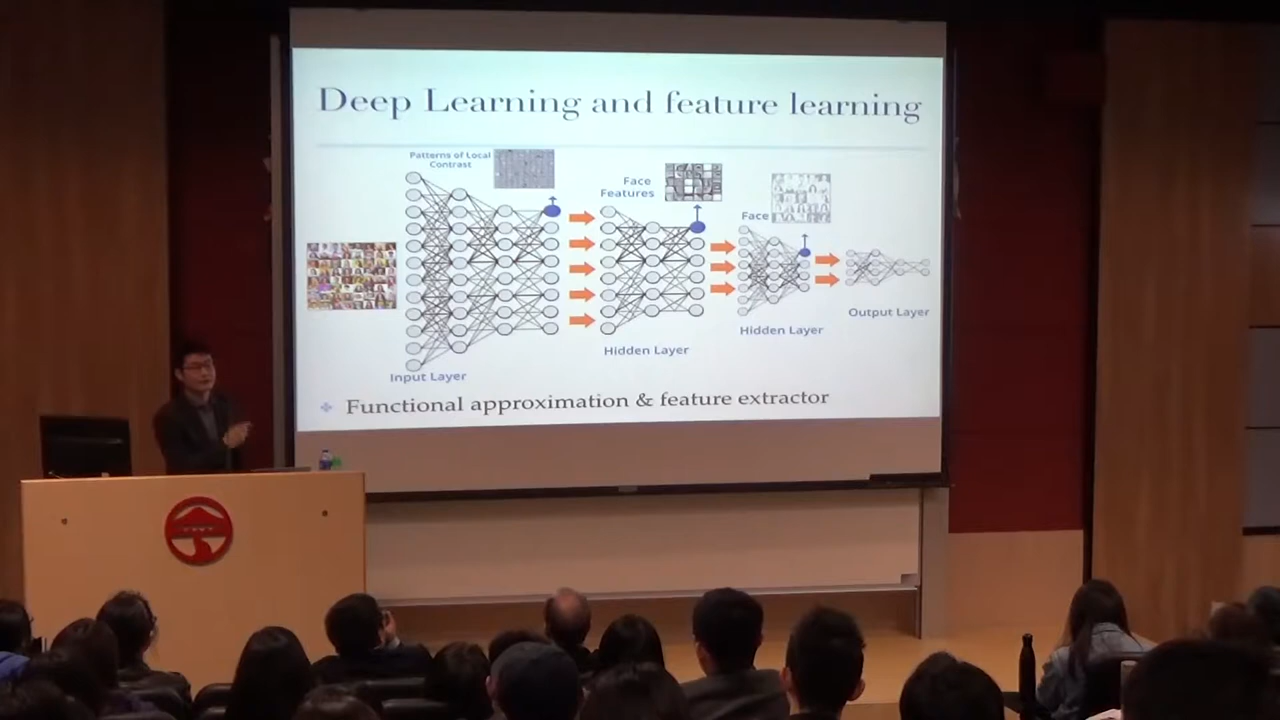 Deep Learning and feature learning
Patterns of Local
Contrast
Face
Features
Face
Output Layer
Hidden Layer
Hidden Layer
Input Layer
Functional approximation & feature extractor